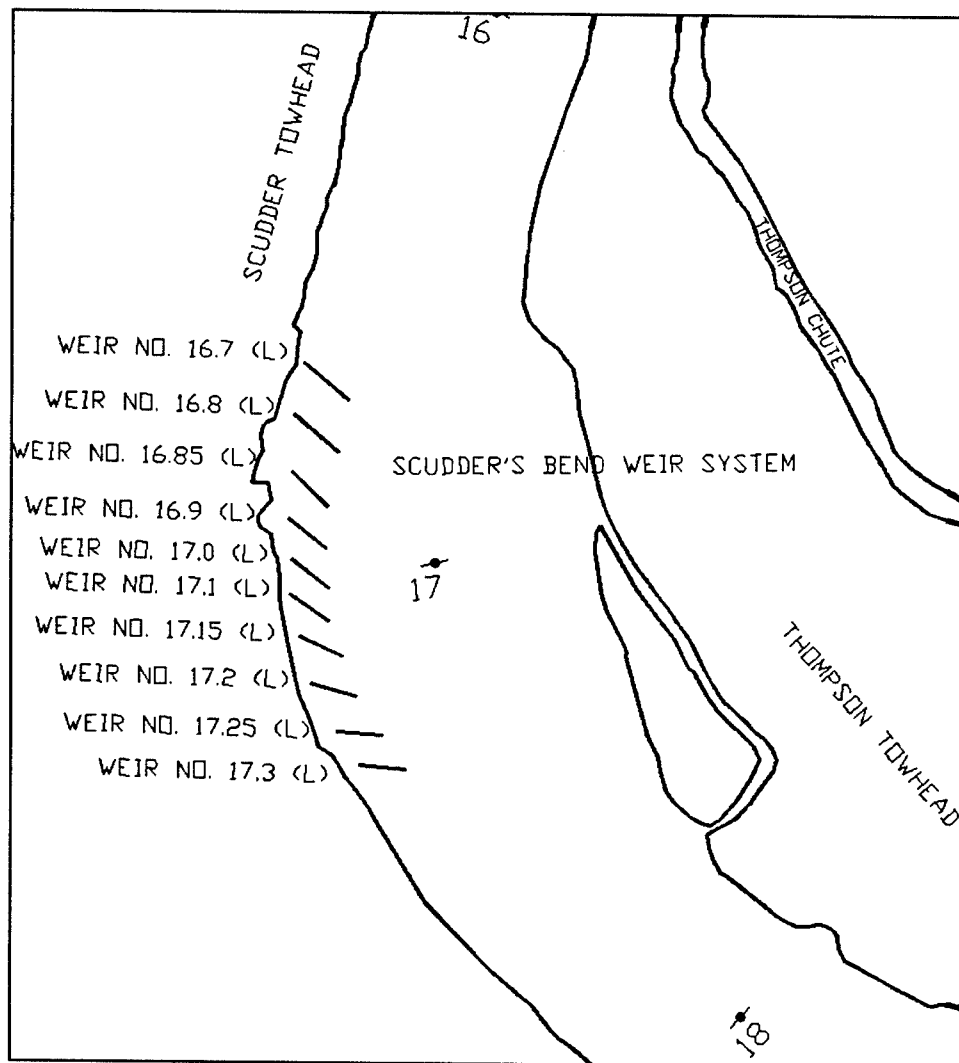 16
SCUDDER TOWHEAD
THOMPSON CHUTE
WEIR NO. 16.7 (L)
WEIR NO. 16.8 (L)
WEIR NO. 16.85 (L)
SCUDDER'S BEND WEIR SYSTEM
WEIR NO. 16.9 (L)
WEIR NO. 17.0 (L)
17
WEIR NO. 17.1 (L)
WEIR NO. 17.15 (L)
WEIR NO. 17.2 (L)
THOMPSON TOWHEAD
WEIR NO. 17.25 (L)
WEIR NO. 17.3 (L)
18